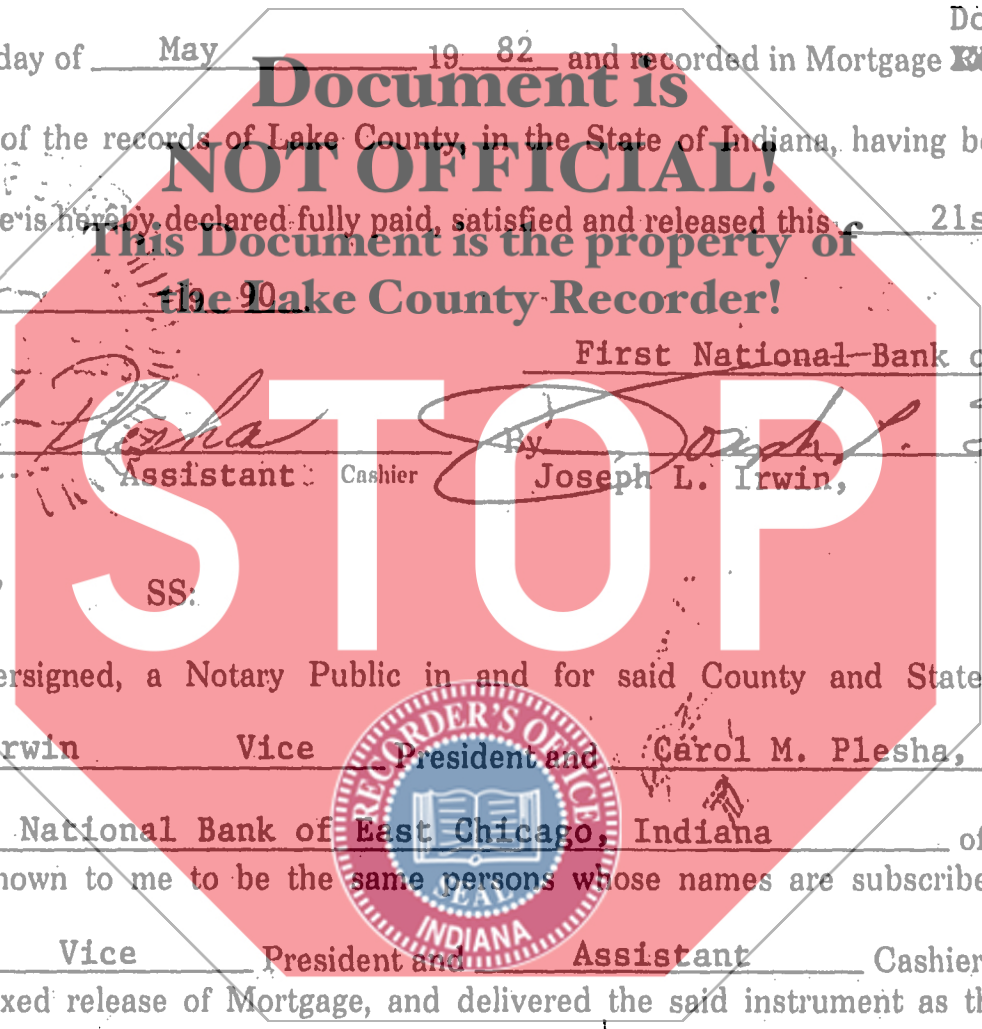 Do
day of May 19 82 and recorded in Mortgage
Document is
of the records of Lake County, in the State of Indiana, having be
NOT OFFICIAL!
e is hereby declared fully paid, satisfied and released this 21s
This Document is the property of
19 90.
the Lake County Recorder!
First National Bank o
STOP
Plesha
By Joseph L.
Assistant Cashier Joseph L. Irwin,
SS:
ersigned, a Notary Public in and for said County and State
RECORDER'S OFFICE
rwin Vice President and Carol M. Plesha,
National Bank of East Chicago, Indiana of
nown to me to be the same persons whose names are subscribe
SEAL
INDIANA
Vice President and Assistant Cashier
xed release of Mortgage, and delivered the said instrument as th